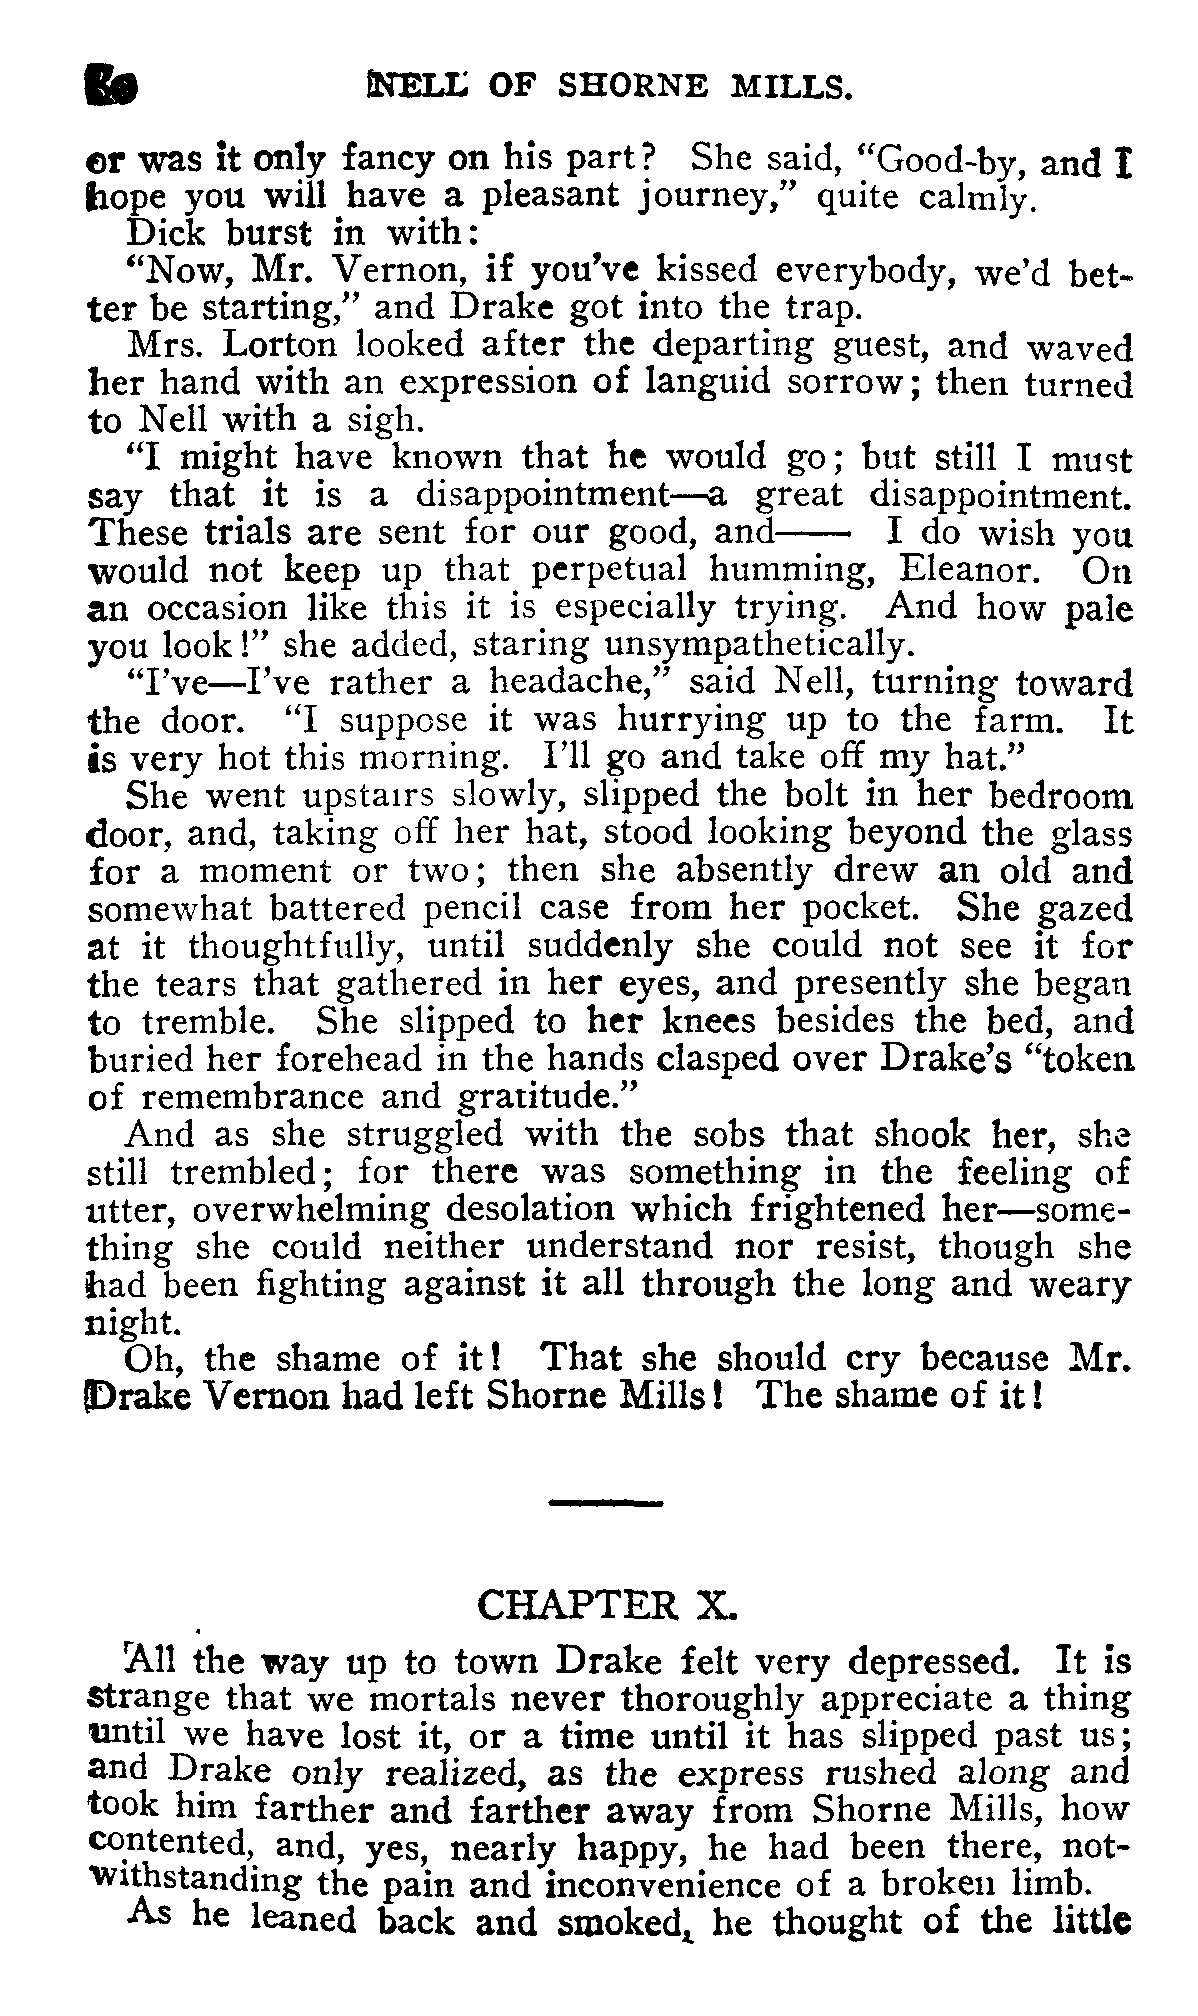 80 NELL OF SHORNE MILLS.
or was it only fancy on his part? She said, “Good-by, and I
hope you will have a pleasant journey,” quite calmly.
Dick burst in with:
“Now, Mr. Vernon, if you’ve kissed everybody, we’d bet-
ter be starting,” and Drake got into the trap.
Mrs. Lorton looked after the departing guest, and waved
her hand with an expression of languid sorrow; then turned
to Nell with a sigh.
“I might have known that he would go; but still I must
say that it is a disappointment—a great disappointment.
These trials are sent for our good, and—— I do wish you
would not keep up that perpetual humming, Eleanor. On
an occasion like this it is especially trying. And how pale
you look!” she added, staring unsympathetically.
“I’ve—I’ve rather a headache,” said Nell, turning toward
the door. “I suppose it was hurrying up to the farm. It
is very hot this morning. I’ll go and take off my hat.”
She went upstairs slowly, slipped the bolt in her bedroom
door, and, taking off her hat, stood looking beyond the glass
for a moment or two; then she absently drew an old and
somewhat battered pencil case from her pocket. She gazed
at it thoughtfully, until suddenly she could not see it for
the tears that gathered in her eyes, and presently she began
to tremble. She slipped to her knees besides the bed, and
buried her forehead in the hands clasped over Drake’s “token
of remembrance and gratitude.”
And as she struggled with the sobs that shook her, she
still trembled; for there was something in the feeling of
utter, overwhelming desolation which frightened her—some-
thing she could neither understand nor resist, though she
had been fighting against it all through the long and weary
night.
Oh, the shame of it! That she should cry because Mr.
Drake Vernon had left Shorne Mills! The shame of it!
CHAPTER X.
All the way up to town Drake felt very depressed. It is
strange that we mortals never thoroughly appreciate a thing
until we have lost it, or a time until it has slipped past us;
and Drake only realized, as the express rushed along and
took him farther and farther away from Shorne Mills, how
contented, and, yes, nearly happy, he had been there, not-
withstanding the pain and inconvenience of a broken limb.
As he leaned back and smoked, he thought of the little